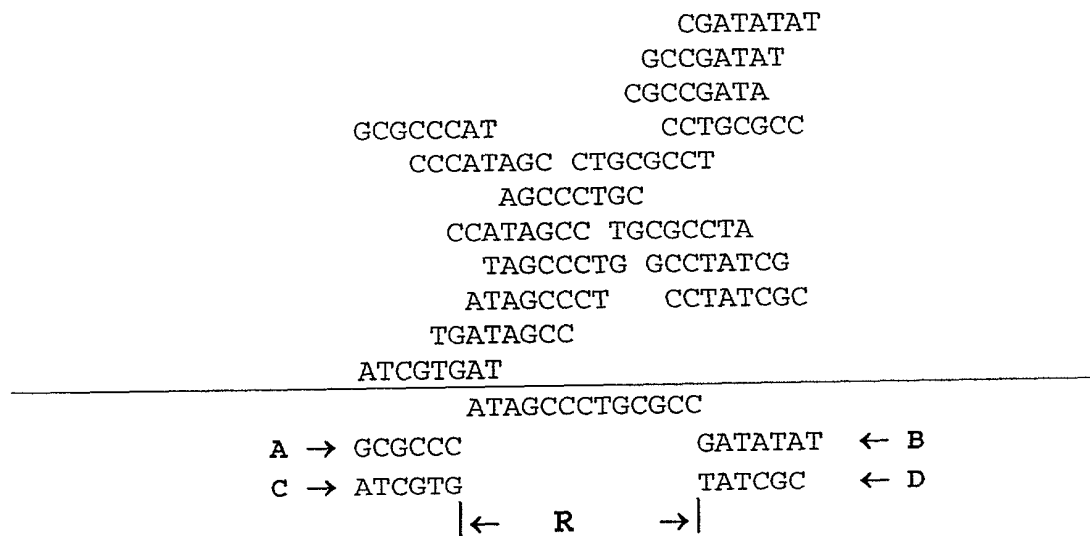 CGATATAT
GCCGATAT
CGCCGATA
GCGCCCAT CCTGCGCC
CCCATAGC CTGCGCCT
AGCCCTGC
CCATAGCC TGCGCCTA
TAGCCCTG GCCTATCG
ATAGCCCT CCTATCGC
TGATAGCC
ATCGTGAT
ATAGCCCTGCGCC
A → GCGCCC GATATAT ← B
C → ATCGTG TATCGC ← D
|← R →|